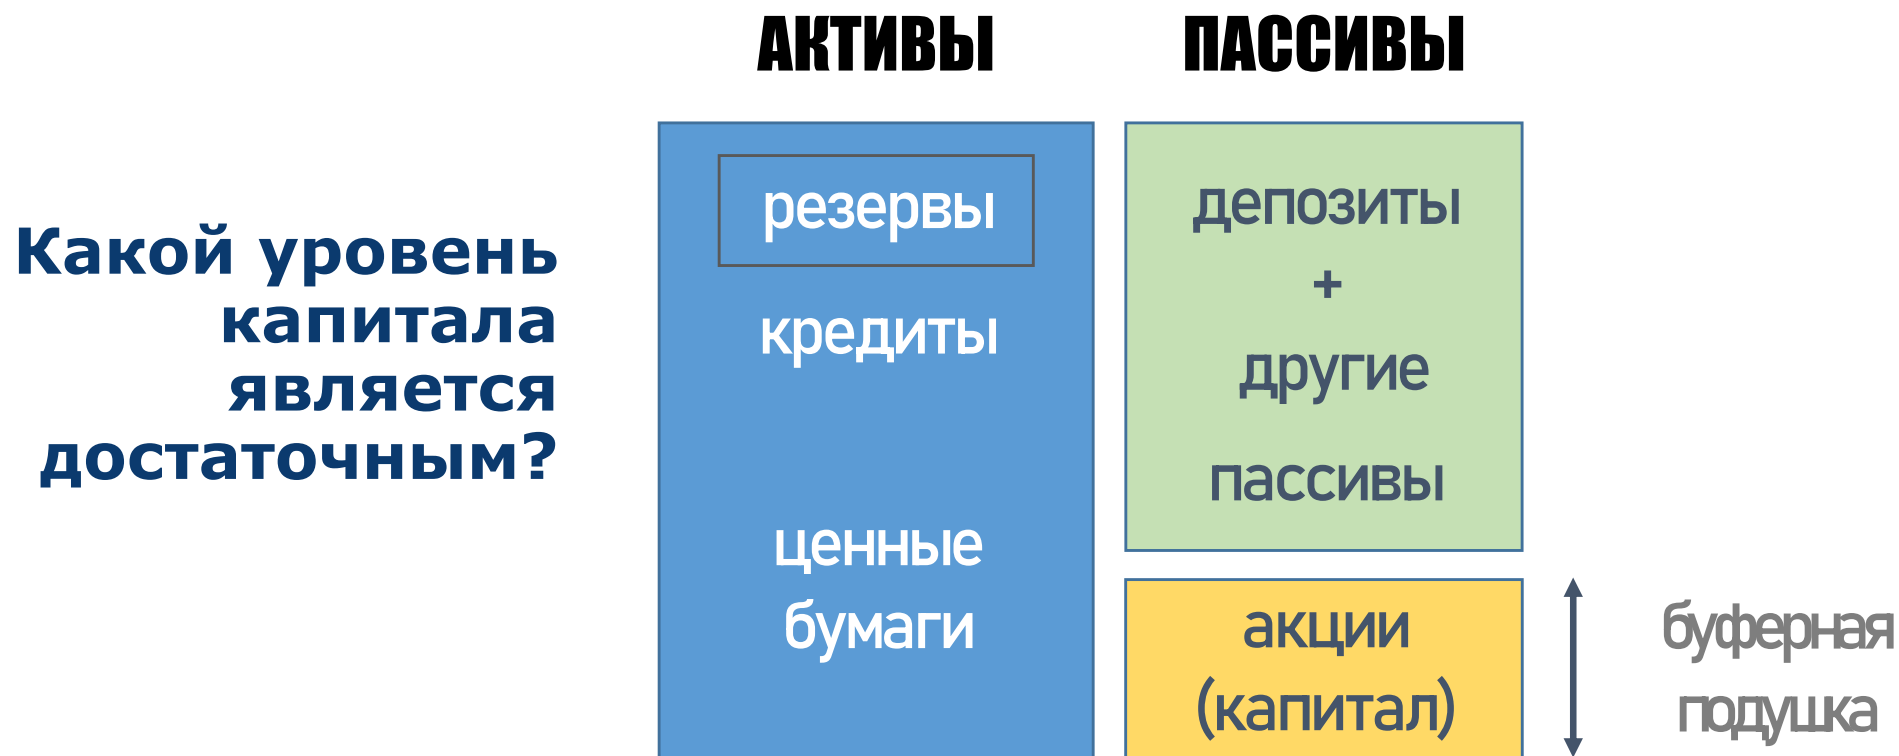 АКТИВЫ
ПАССИВЫ
Какой уровень
капитала
является
достаточным?
резервы
кредиты
ценные
бумаги
депозиты
+
другие
пассивы
акции
(капитал)
буферная
подушка